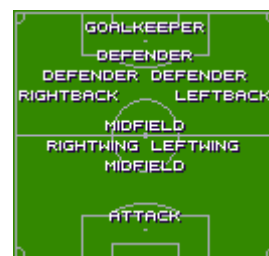 GOALKEEPER
DEFENDER
DEFENDER DEFENDER
RIGHTBACK LEFTBACK
MIDFIELD
RIGHTWING LEFTWING
MIDFIELD
ATTACK